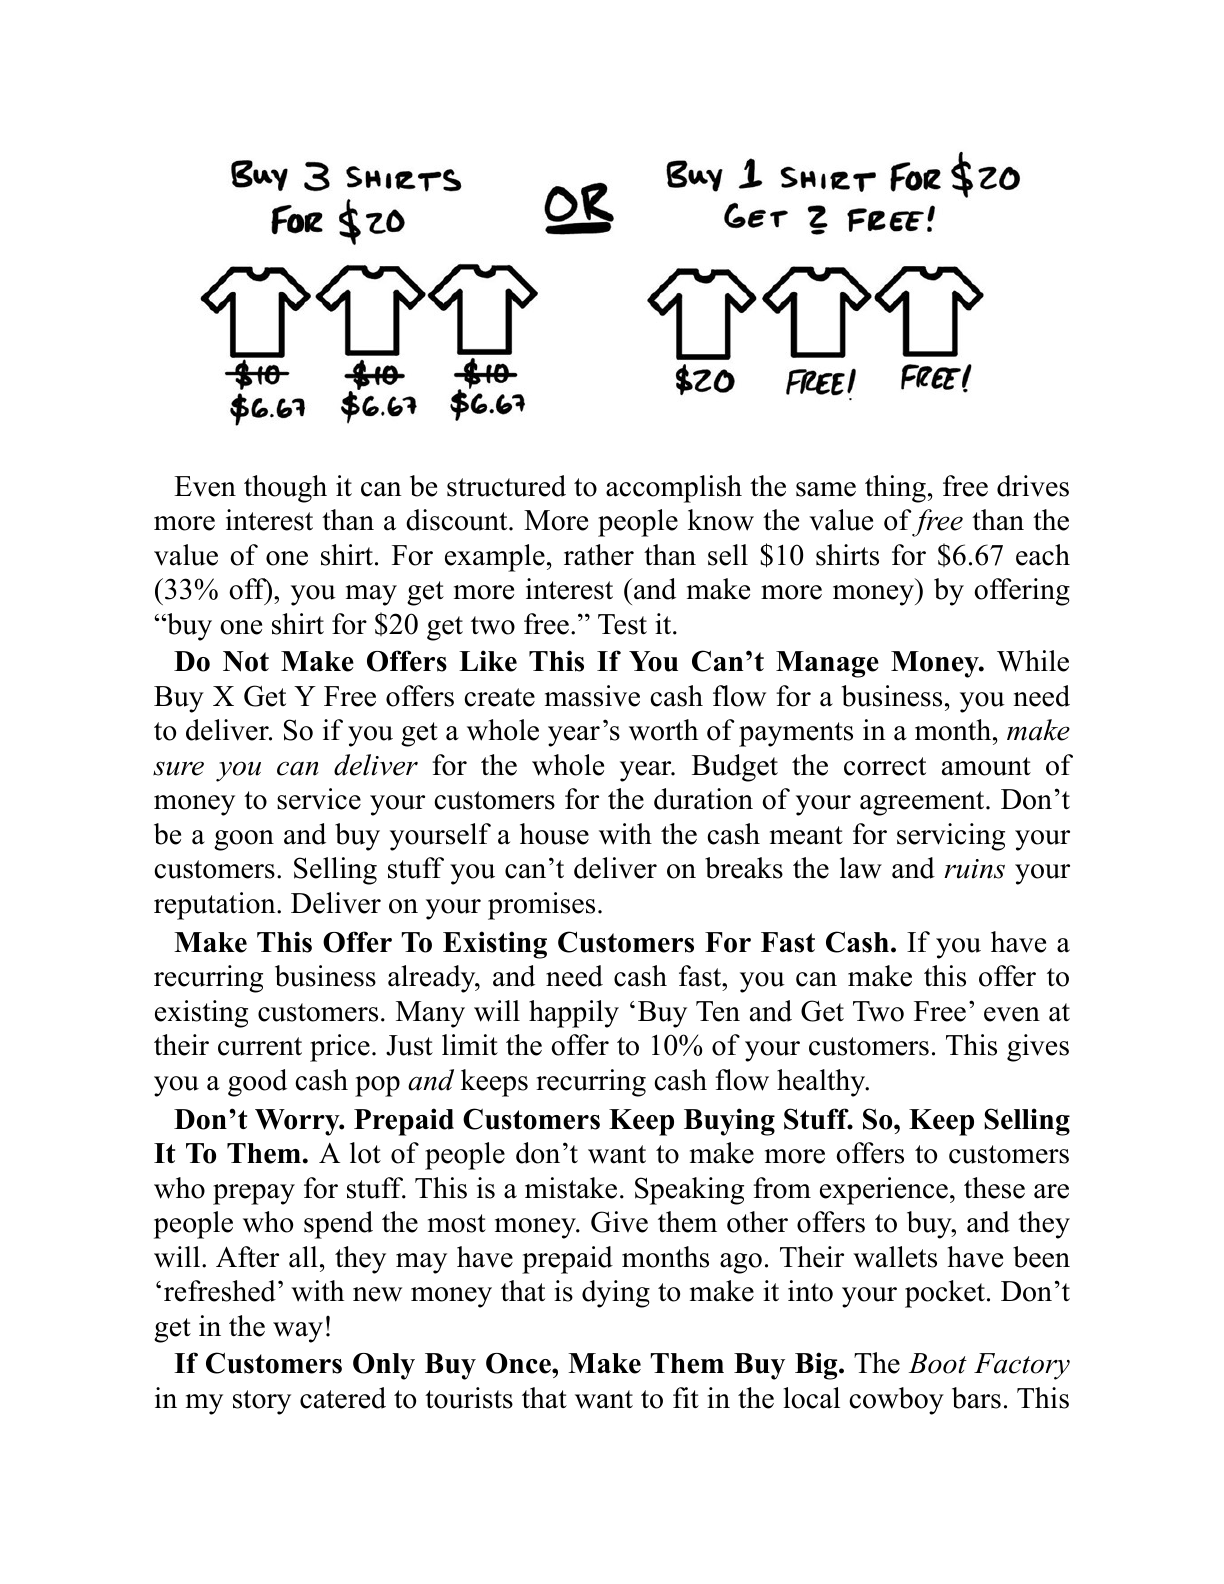 Buy 3 SHIRTS
FOR $20
OR
Buy 1 SHIRT FOR $20
GET 2 FREE!
$10 $10 $10
$6.67 $6.67 $6.67
$20 FREE! FREE!
Even though it can be structured to accomplish the same thing, free drives
more interest than a discount. More people know the value of free than the
value of one shirt. For example, rather than sell $10 shirts for $6.67 each
(33% off), you may get more interest (and make more money) by offering
“buy one shirt for $20 get two free.” Test it.
Do Not Make Offers Like This If You Can’t Manage Money. While
Buy X Get Y Free offers create massive cash flow for a business, you need
to deliver. So if you get a whole year’s worth of payments in a month, make
sure you can deliver for the whole year. Budget the correct amount of
money to service your customers for the duration of your agreement. Don’t
be a goon and buy yourself a house with the cash meant for servicing your
customers. Selling stuff you can’t deliver on breaks the law and ruins your
reputation. Deliver on your promises.
Make This Offer To Existing Customers For Fast Cash. If you have a
recurring business already, and need cash fast, you can make this offer to
existing customers. Many will happily ‘Buy Ten and Get Two Free’ even at
their current price. Just limit the offer to 10% of your customers. This gives
you a good cash pop and keeps recurring cash flow healthy.
Don’t Worry. Prepaid Customers Keep Buying Stuff. So, Keep Selling
It To Them. A lot of people don’t want to make more offers to customers
who prepay for stuff. This is a mistake. Speaking from experience, these are
people who spend the most money. Give them other offers to buy, and they
will. After all, they may have prepaid months ago. Their wallets have been
‘refreshed’ with new money that is dying to make it into your pocket. Don’t
get in the way!
If Customers Only Buy Once, Make Them Buy Big. The Boot Factory
in my story catered to tourists that want to fit in the local cowboy bars. This